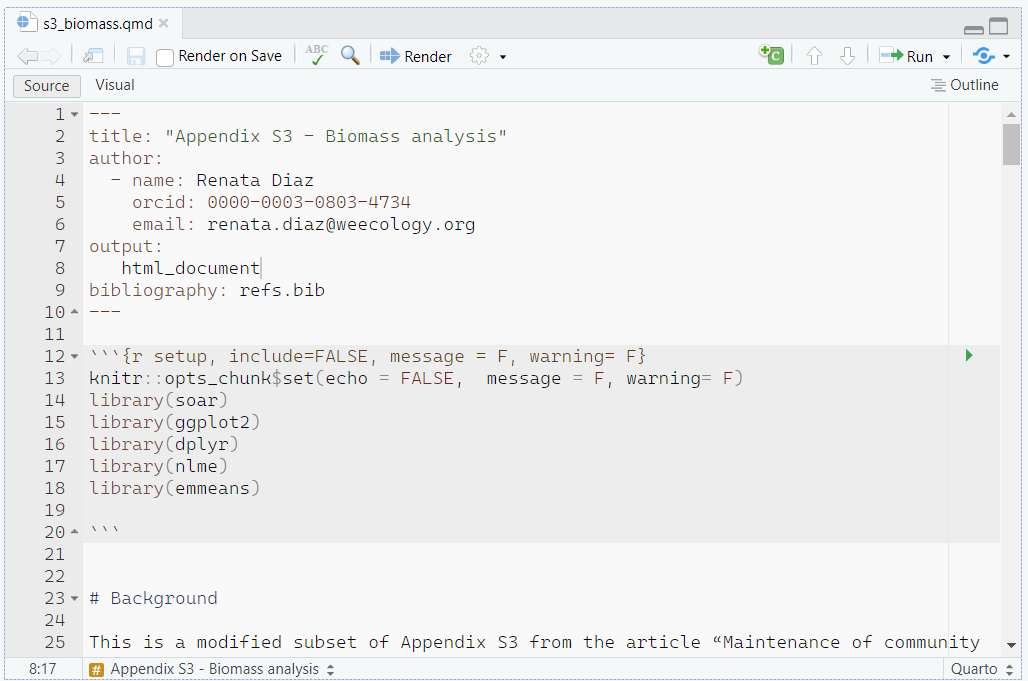 s3_biomass.qmd
Render on Save ABC Render C Run
Source Visual Outline
1 ---
2 title: "Appendix S3 - Biomass analysis"
3 author:
4   - name: Renata Diaz
5     orcid: 0000-0003-0803-4734
6     email: renata.diaz@weecology.org
7 output:
8    html_document
9 bibliography: refs.bib
10 ---
11
12 ```{r setup, include=FALSE, message = F, warning= F}
13 knitr::opts_chunk$set(echo = FALSE,  message = F, warning= F)
14 library(soar)
15 library(ggplot2)
16 library(dplyr)
17 library(nlme)
18 library(emmeans)
19
20 ```
21
22
23 # Background
24
25 This is a modified subset of Appendix S3 from the article “Maintenance of community
8:17 # Appendix S3 - Biomass analysis Quarto